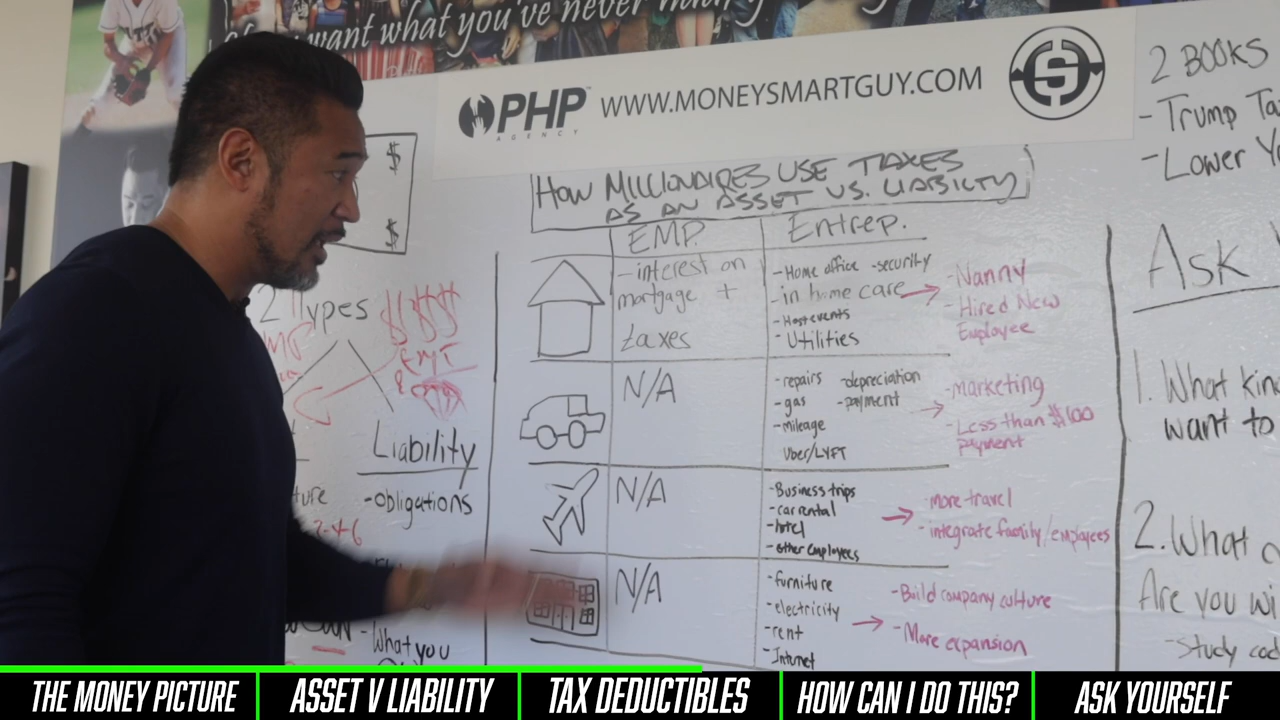 want what you've never had
PHP
AGENCY
WWW.MONEYSMARTGUY.COM
S
2 BOOKS
- Trump
- Lower
$
$
HOW MILLIONAIRES USE TAXES
AS AN ASSET VS. LIABILITY
EMP.
Entrep.
- interest on
mortgage +
taxes
- Home office - security
- in home care
- Host events
- Utilities
- Nanny
- Hired New
Employee
N/A
- repairs - depreciation
- gas - payment
- mileage
Uber/LYFT
- marketing
- Less than $100
payment
N/A
- Business trips
- car rental
- hotel
- other employees
- more travel
- integrate family/employees
N/A
- furniture
- electricity
- rent
- Internet
- Build company culture
- More expansion
2 Types
Liability
- obligations
- What you
Ask
1. What
want to
2. What
Are you
- Study
THE MONEY PICTURE
ASSET V LIABILITY
TAX DEDUCTIBLES
HOW CAN I DO THIS?
ASK YOURSELF